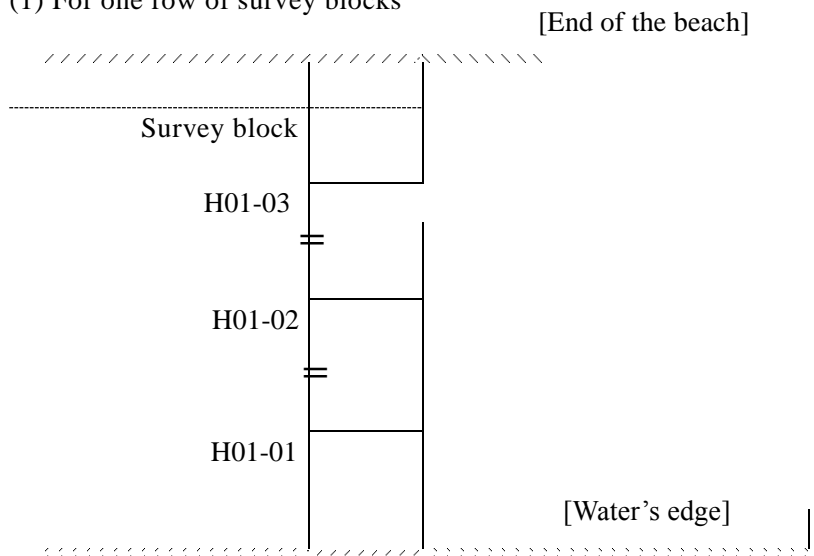 (1) For one row of survey blocks
[End of the beach]
Survey block
H01-03
H01-02
H01-01
[Water’s edge]